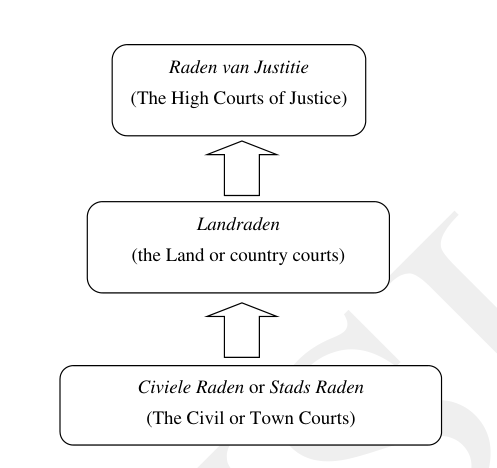 Raden van Justitie
(The High Courts of Justice)
Landraden
(the Land or country courts)
Civiele Raden or Stads Raden
(The Civil or Town Courts)